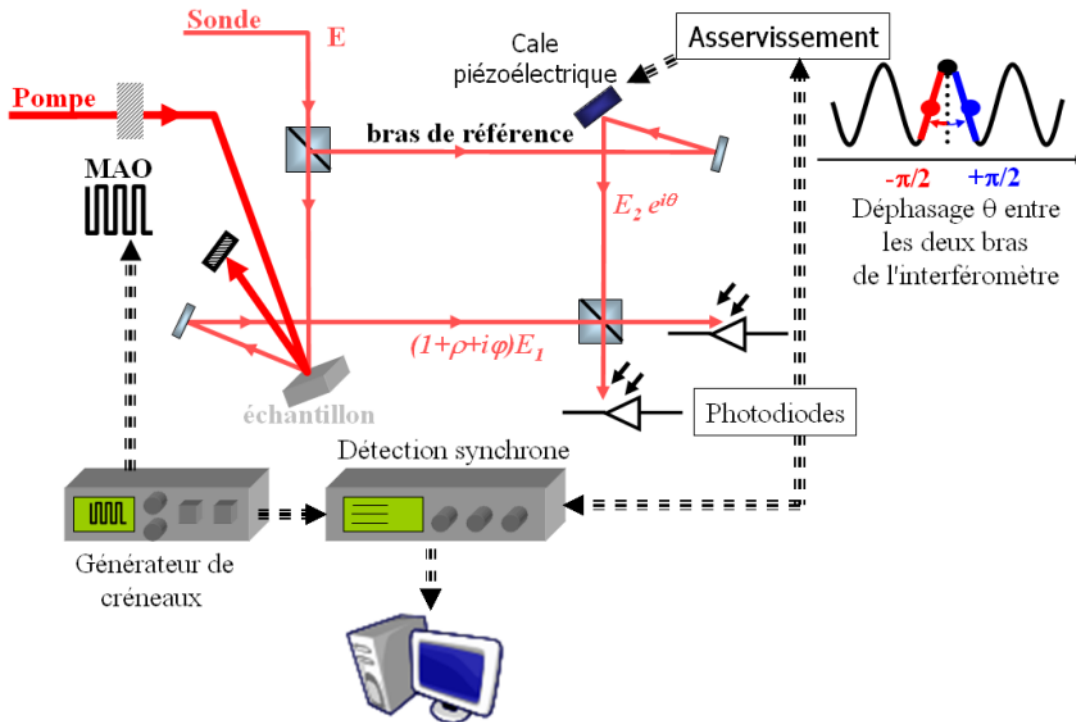 Sonde
E
Cale
piézoélectrique
Asservissement
Pompe
bras de référence
MAO
E₂ e^{iθ}
-π/2
+π/2
Déphasage θ entre
les deux bras
de l'interféromètre
(1+ρ+iφ)E₁
échantillon
Photodiodes
Détection synchrone
Générateur de
créneaux